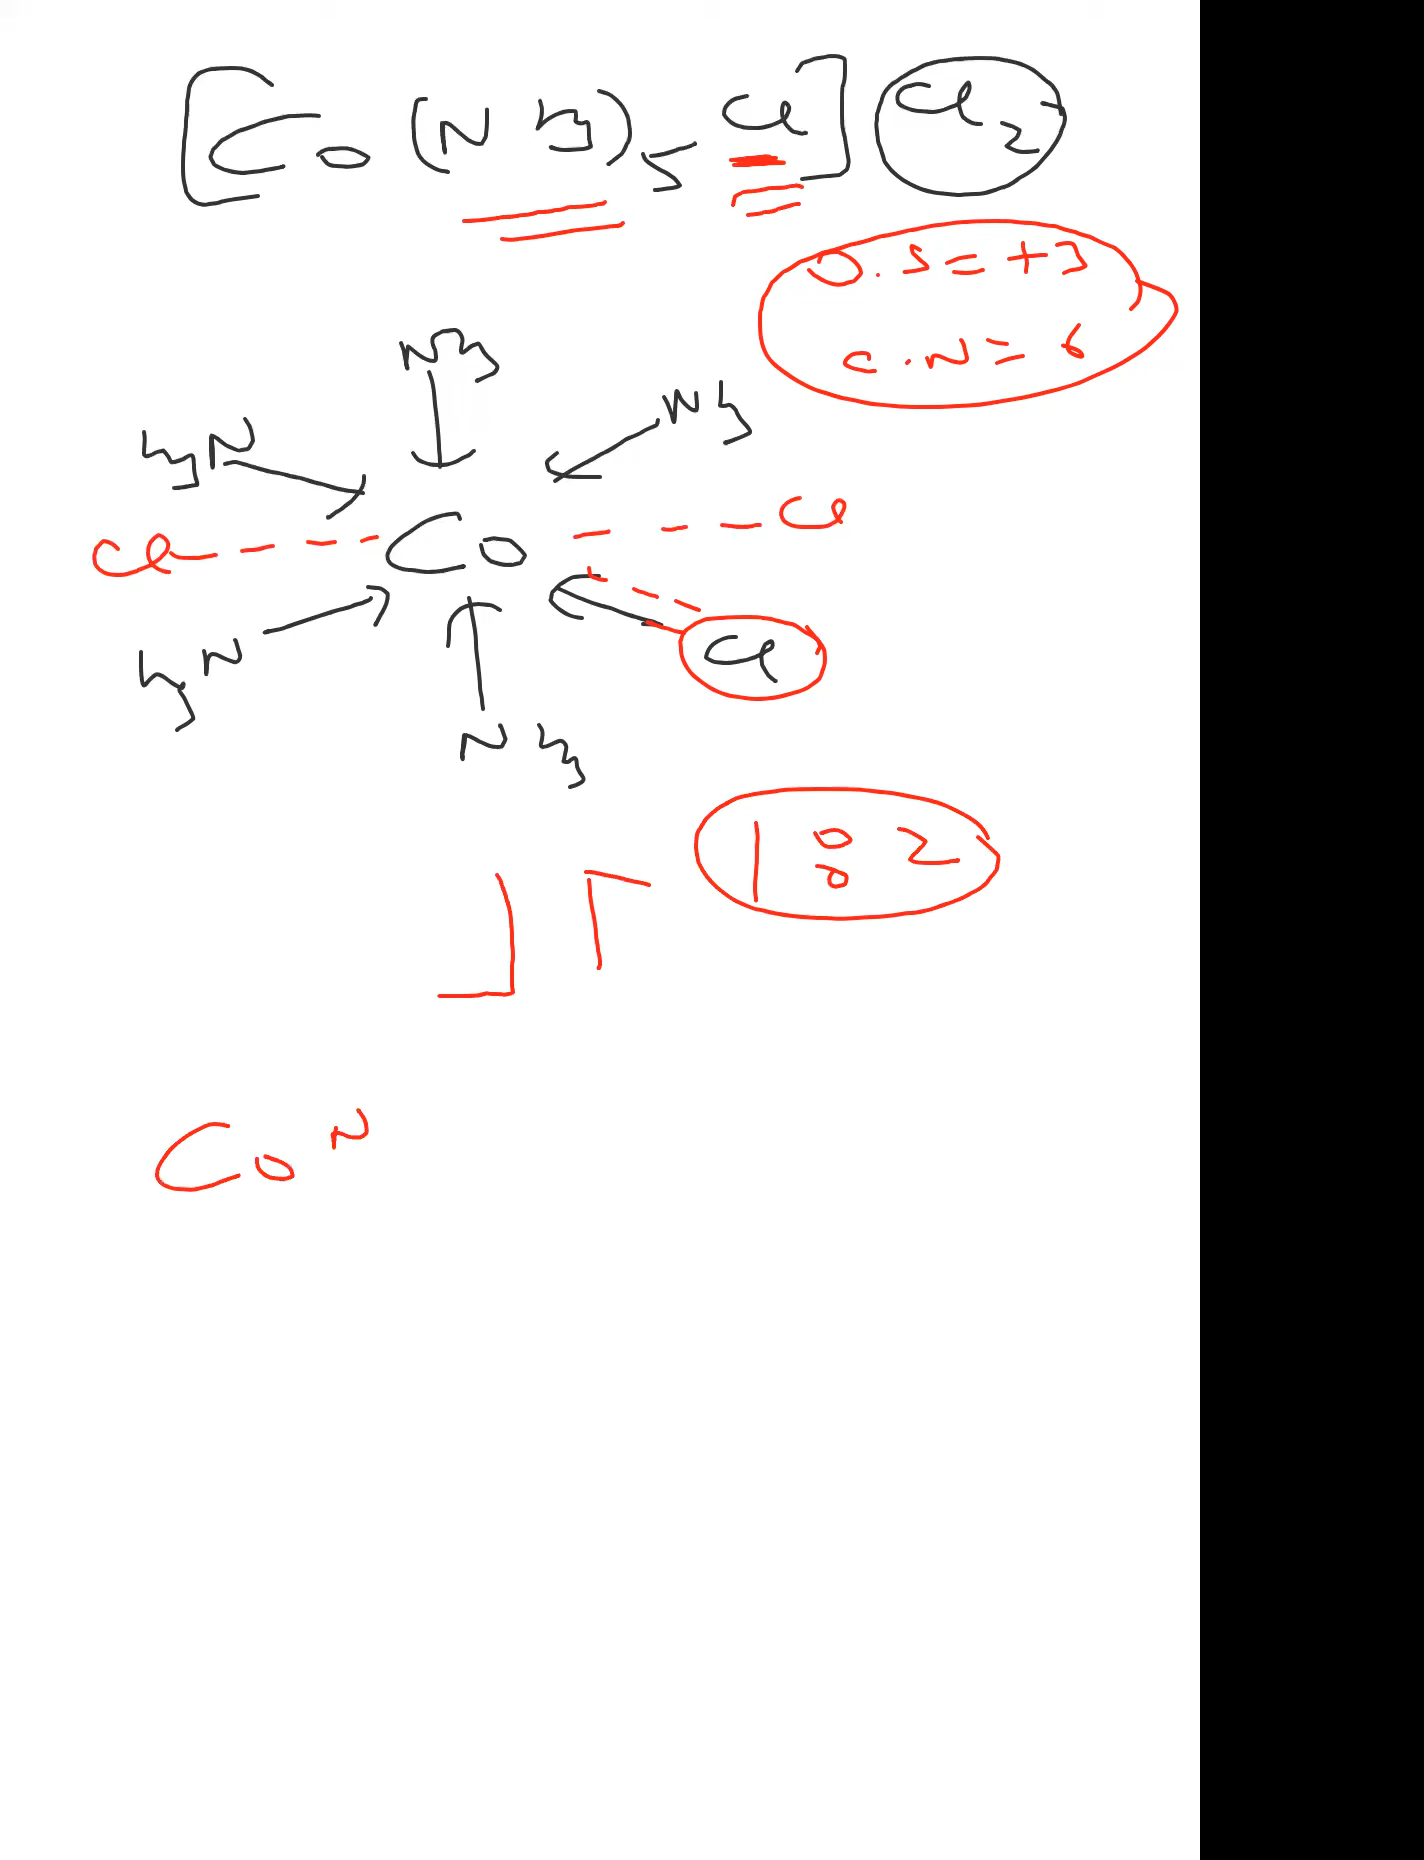 [Co(NH3)5Cl]Cl2
O.S = +3
C.N = 6
NH3
NH3
H3N
Cl
Co
Cl
H3N
Cl
NH3
1 : 2
Co N